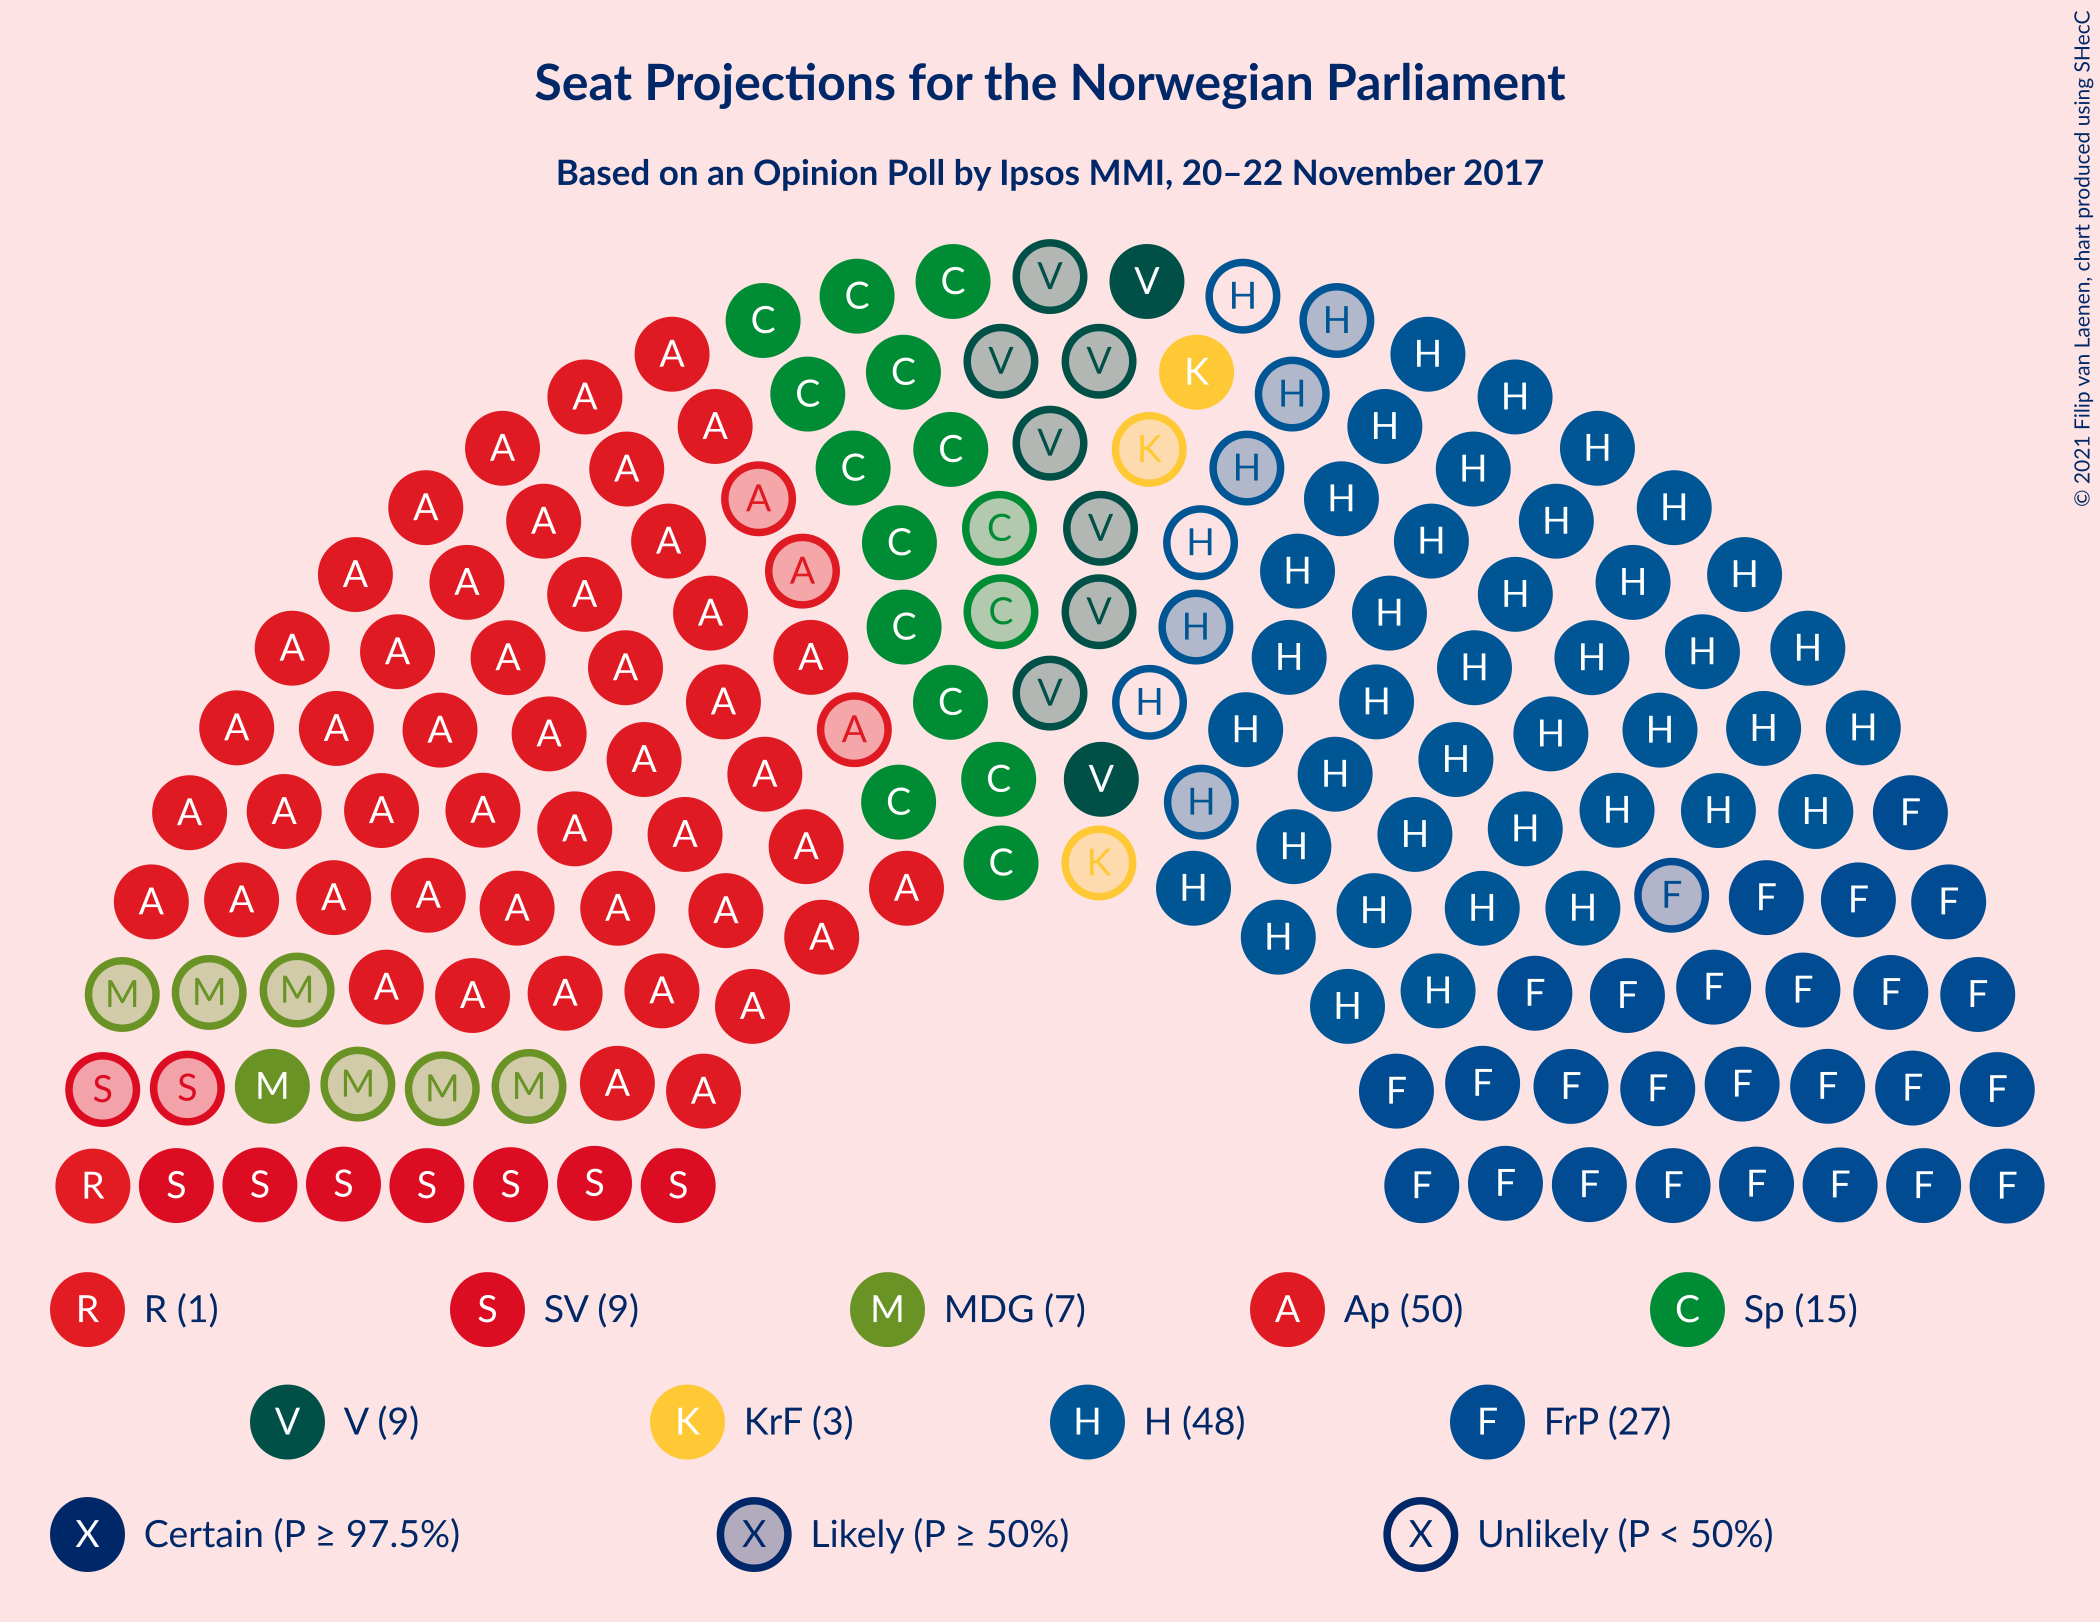 Seat Projections for the Norwegian Parliament
Based on an Opinion Poll by Ipsos MMI, 20–22 November 2017
© 2021 Filip van Laenen, chart produced using SHecC
C C C V V H H
A C C V V K H H H
A A A C C V K H H H H
A A A A C C V H H H H H
A A A A A C C V H H H H H H
A A A A A A C V H H H H H H H
A A A A A A A C C V H H H H H H H H
A A A A A A A A C K H H H H H H H F
A A A A A A A A H H H H F F F F
M M M A A A A A H H F F F F F F
S S M M M M A A F F F F F F F F
R S S S S S S S F F F F F F F F
R R (1) S SV (9) M MDG (7) A Ap (50) C Sp (15)
V V (9) K KrF (3) H H (48) F FrP (27)
X Certain (P ≥ 97.5%) X Likely (P ≥ 50%) X Unlikely (P < 50%)